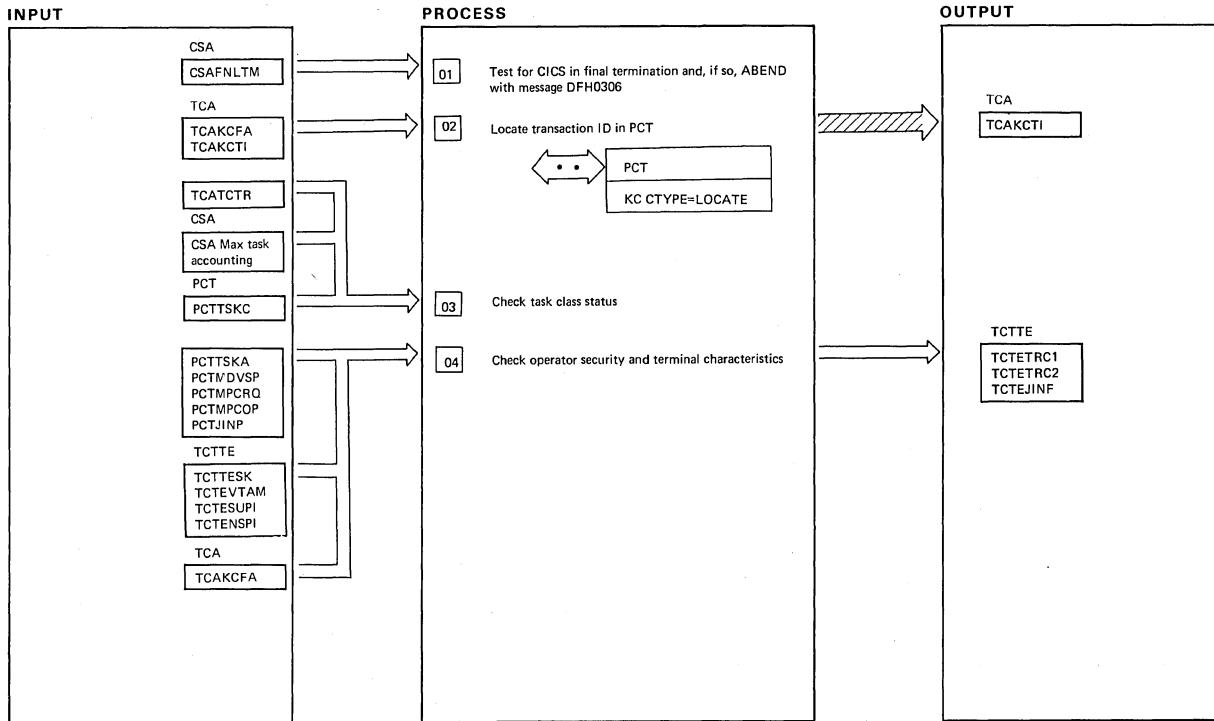 INPUT
PROCESS
OUTPUT
CSA
CSAFNLTM
01
Test for CICS in final termination and, if so, ABEND
with message DFH0306
TCA
TCAKCFA
TCAKCTI
02
Locate transaction ID in PCT
PCT
KC CTYPE=LOCATE
TCA
TCAKCTI
TCATCTR
CSA
CSA Max task
accounting
PCT
PCTTSKC
03
Check task class status
PCTTSKA
PCTMDVSP
PCTMPCRQ
PCTMPCOP
PCTJINP
04
Check operator security and terminal characteristics
TCTTE
TCTETRC1
TCTETRC2
TCTEJINF
TCTTE
TCTTESK
TCTEVTAM
TCTESUPI
TCTENSPI
TCA
TCAKCFA